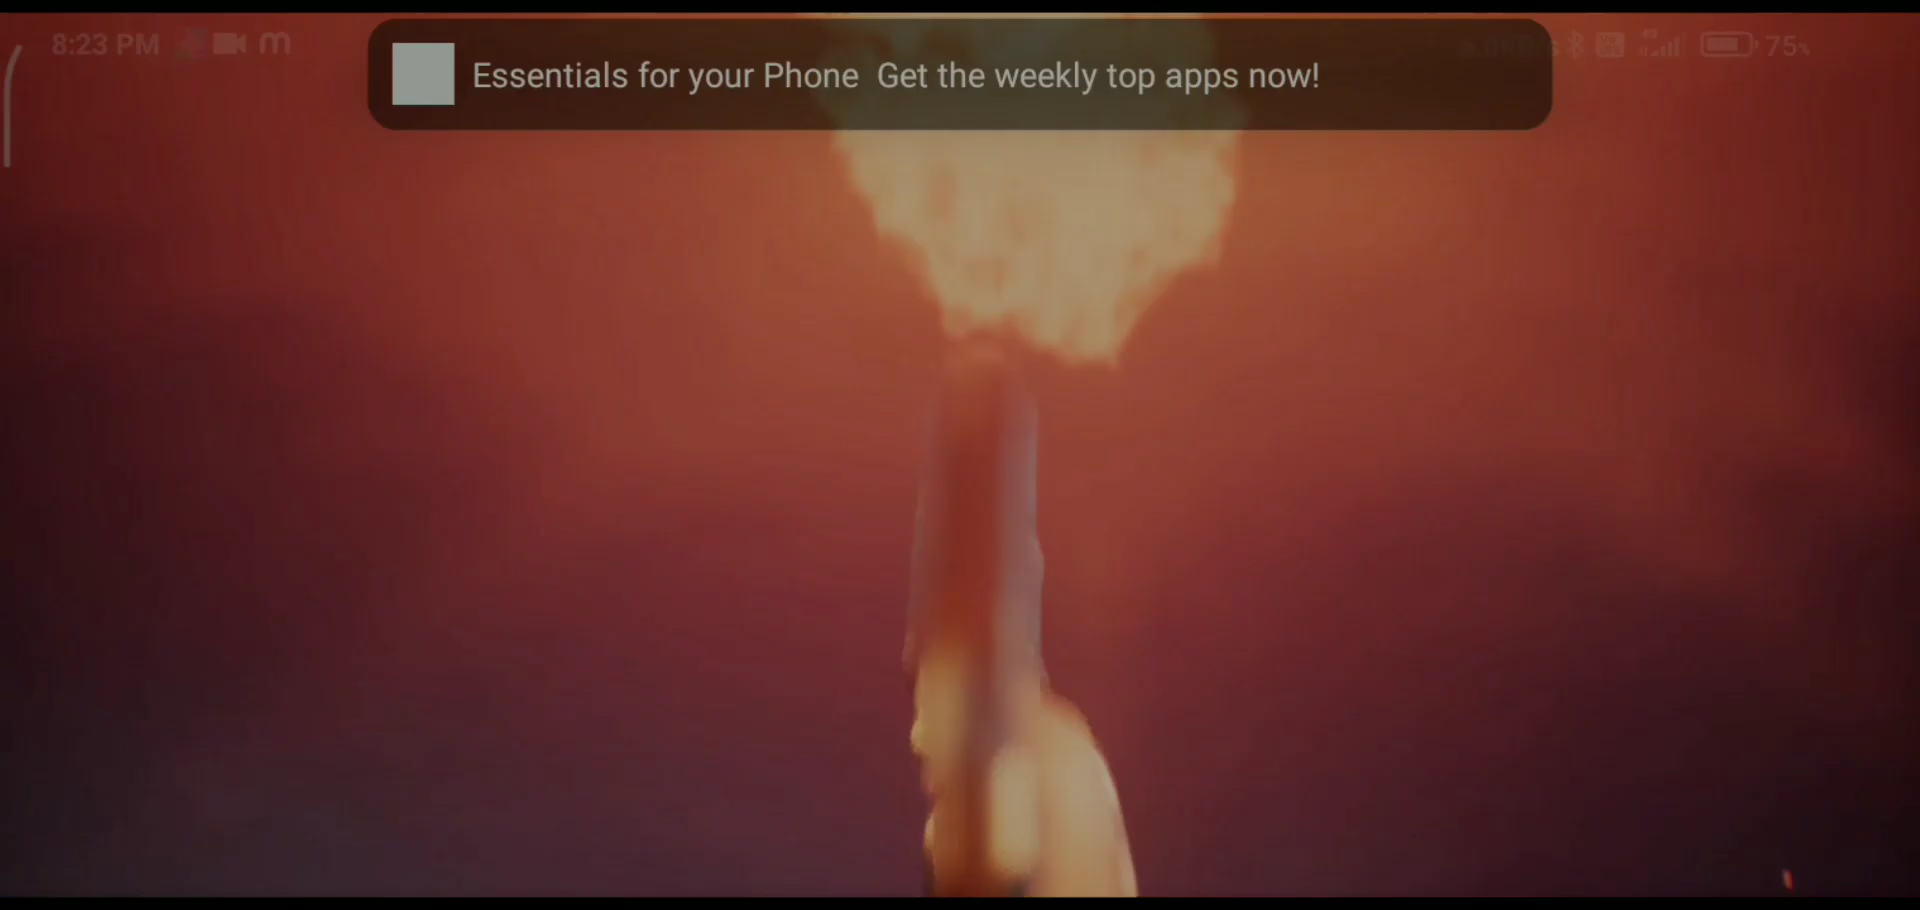 8:23 PM
Essentials for your Phone Get the weekly top apps now!
75%